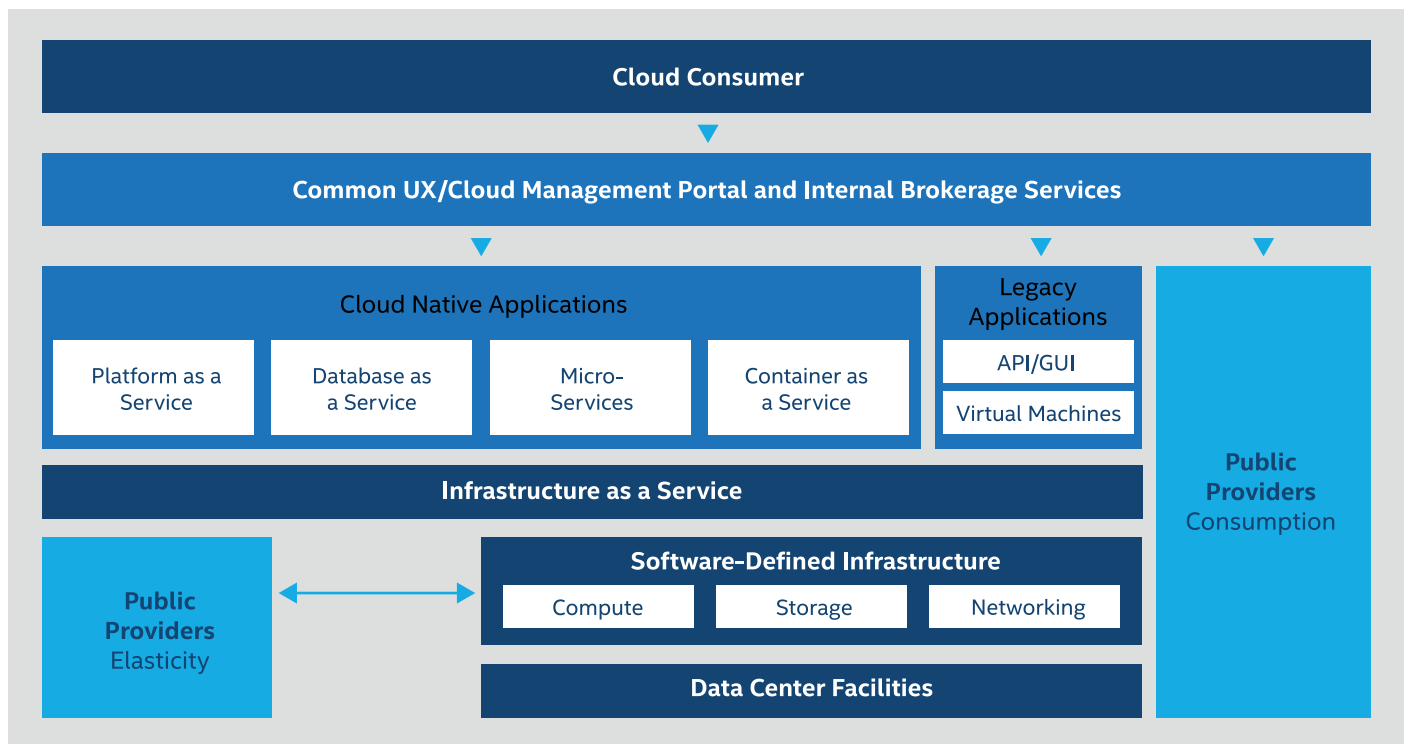 Cloud Consumer
Common UX/Cloud Management Portal and Internal Brokerage Services
Cloud Native Applications
Platform as a
Service
Database as
a Service
Micro-
Services
Container as
a Service
Legacy
Applications
API/GUI
Virtual Machines
Public
Providers
Consumption
Infrastructure as a Service
Public
Providers
Elasticity
Software-Defined Infrastructure
Compute
Storage
Networking
Data Center Facilities